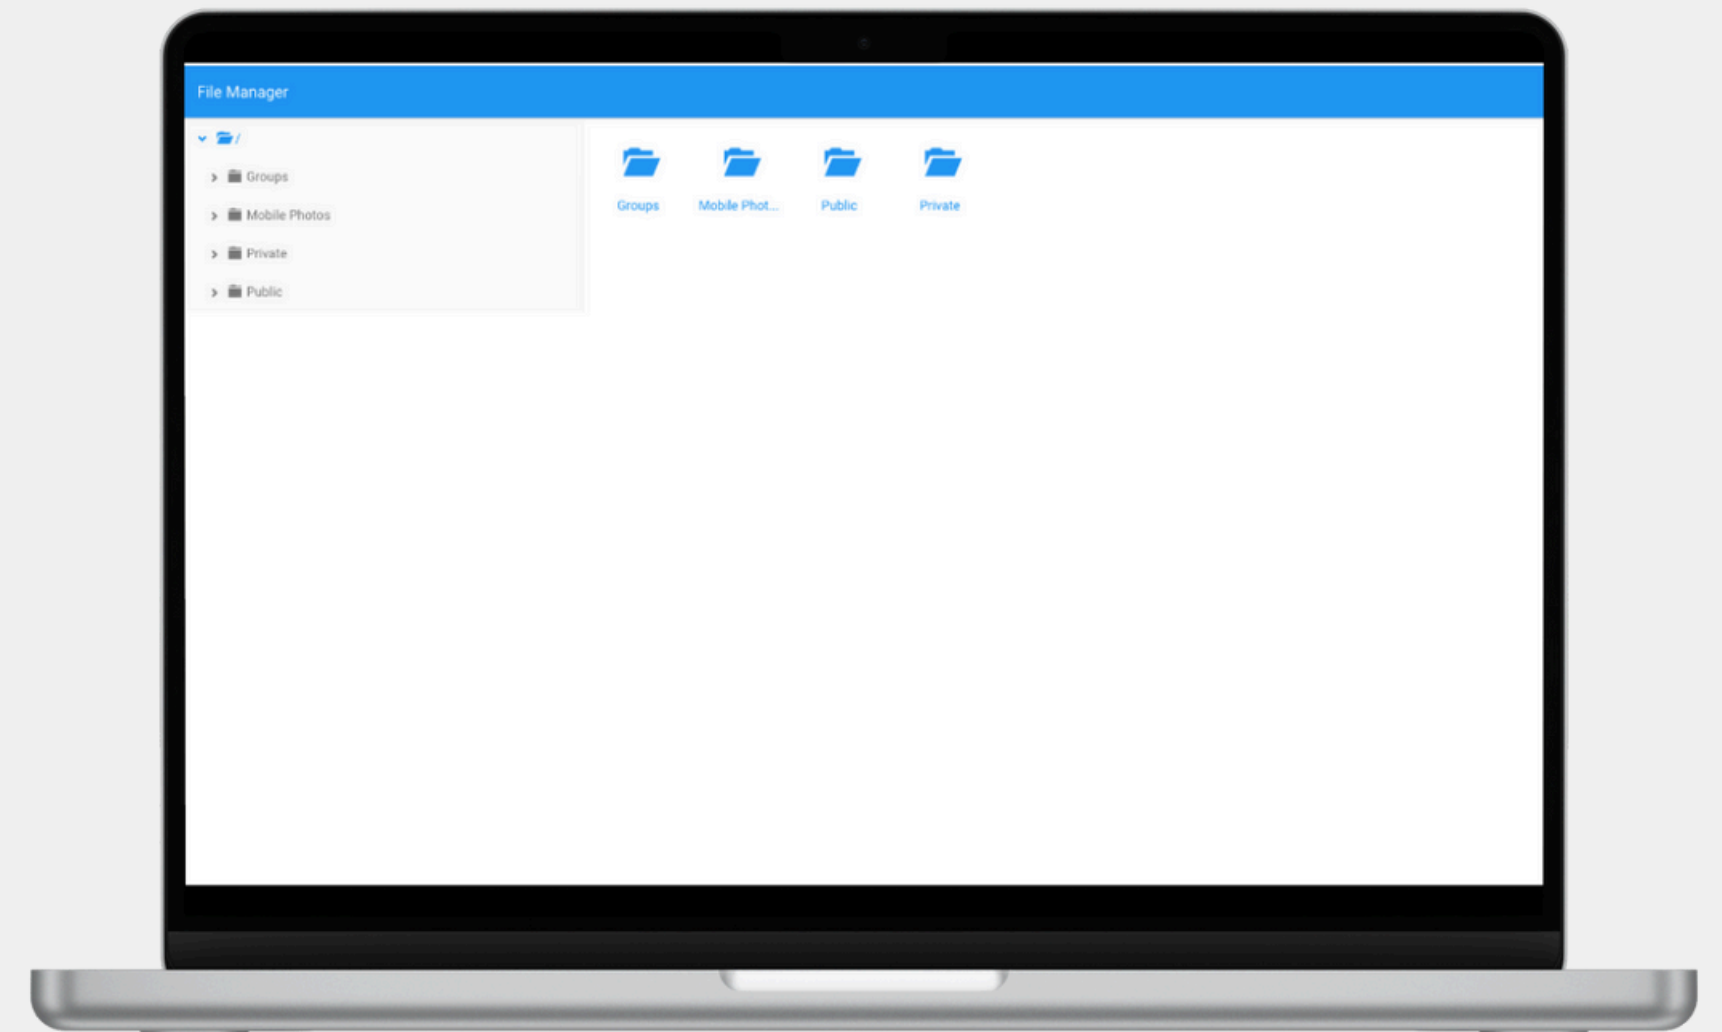 File Manager
/
Groups
Mobile Photos
Private
Public
Groups
Mobile Phot...
Public
Private